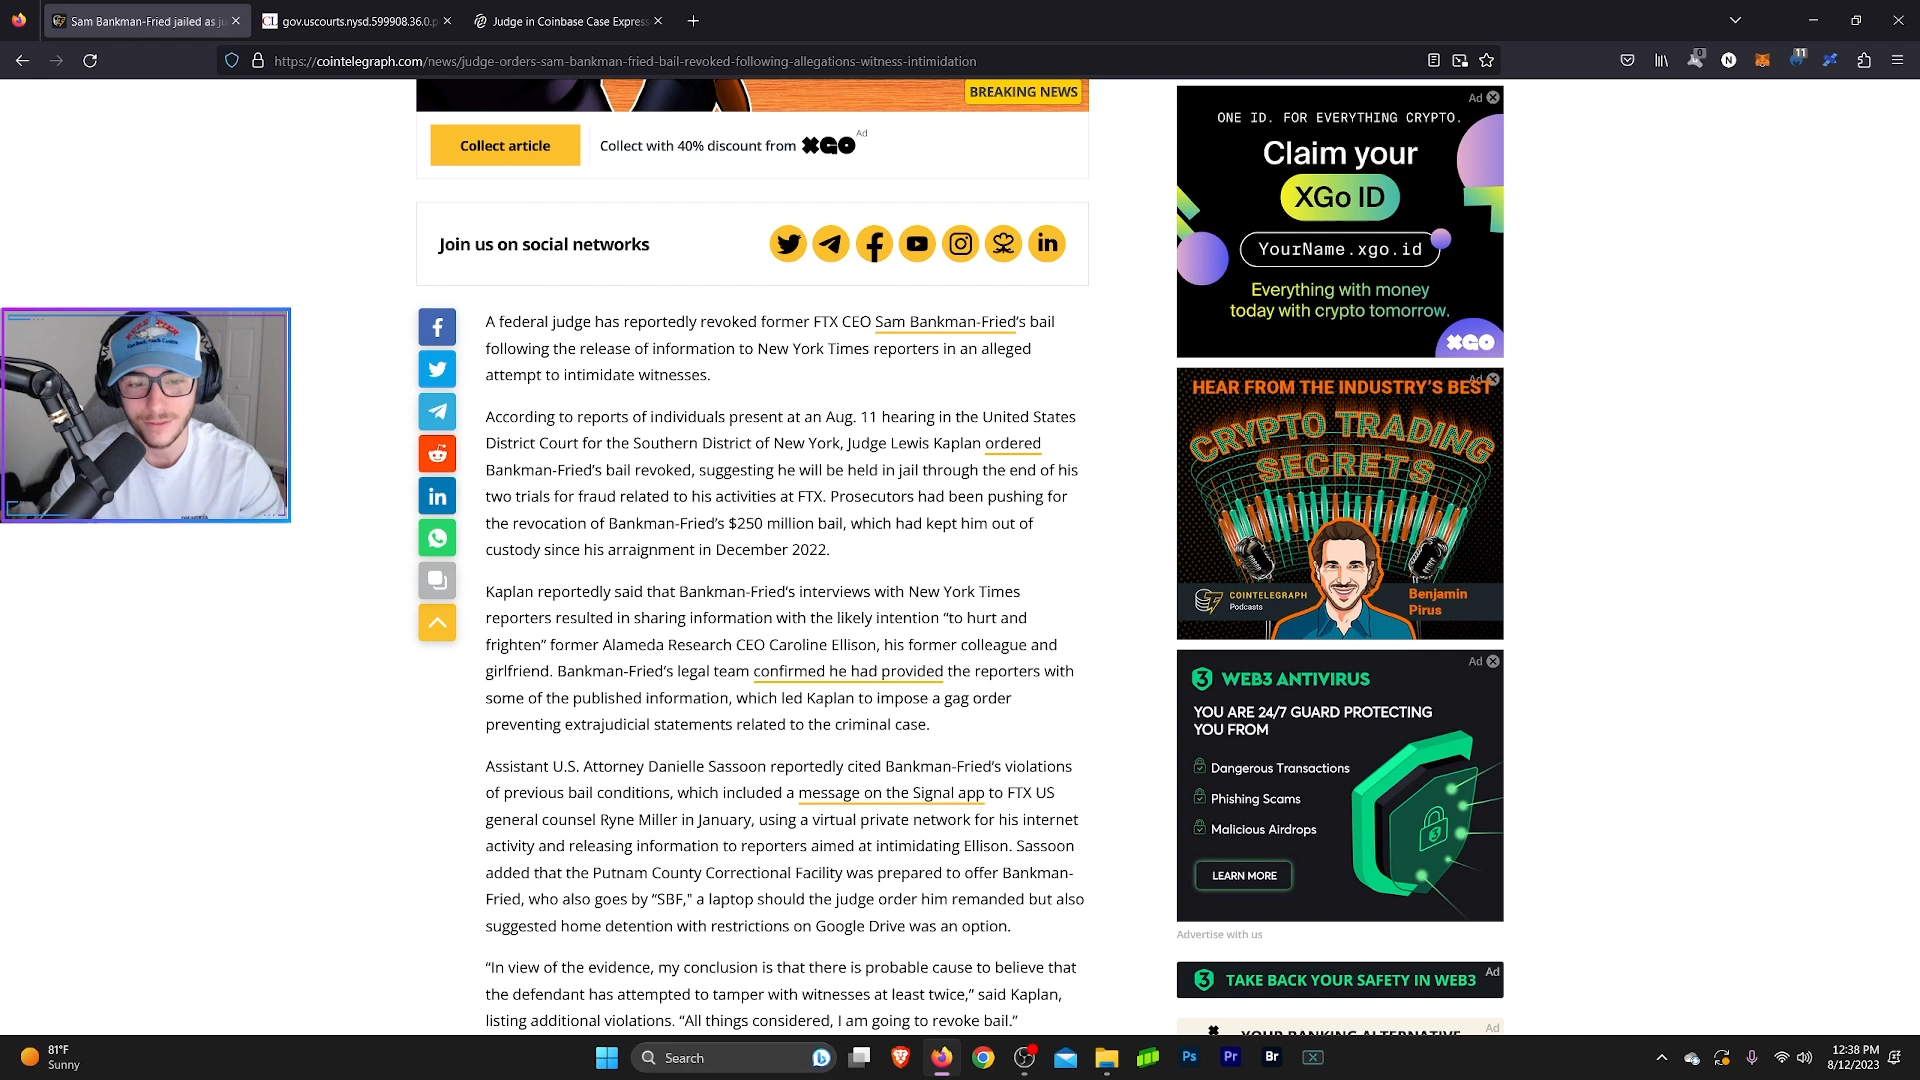 Sam Bankman-Fried jailed as ju
gov.uscourts.nysd.599908.36.0.p
Judge in Coinbase Case Express
https://cointelegraph.com/news/judge-orders-sam-bankman-fried-bail-revoked-following-allegations-witness-intimidation
0
N
11
BREAKING NEWS
Collect article
Collect with 40% discount from XGO Ad
Join us on social networks
A federal judge has reportedly revoked former FTX CEO Sam Bankman-Fried’s bail
following the release of information to New York Times reporters in an alleged
attempt to intimidate witnesses.
According to reports of individuals present at an Aug. 11 hearing in the United States
District Court for the Southern District of New York, Judge Lewis Kaplan ordered
Bankman-Fried’s bail revoked, suggesting he will be held in jail through the end of his
two trials for fraud related to his activities at FTX. Prosecutors had been pushing for
the revocation of Bankman-Fried’s $250 million bail, which had kept him out of
custody since his arraignment in December 2022.
Kaplan reportedly said that Bankman-Fried’s interviews with New York Times
reporters resulted in sharing information with the likely intention “to hurt and
frighten” former Alameda Research CEO Caroline Ellison, his former colleague and
girlfriend. Bankman-Fried’s legal team confirmed he had provided the reporters with
some of the published information, which led Kaplan to impose a gag order
preventing extrajudicial statements related to the criminal case.
Assistant U.S. Attorney Danielle Sassoon reportedly cited Bankman-Fried’s violations
of previous bail conditions, which included a message on the Signal app to FTX US
general counsel Ryne Miller in January, using a virtual private network for his internet
activity and releasing information to reporters aimed at intimidating Ellison. Sassoon
added that the Putnam County Correctional Facility was prepared to offer Bankman-
Fried, who also goes by “SBF," a laptop should the judge order him remanded but also
suggested home detention with restrictions on Google Drive was an option.
“In view of the evidence, my conclusion is that there is probable cause to believe that
the defendant has attempted to tamper with witnesses at least twice,” said Kaplan,
listing additional violations. “All things considered, I am going to revoke bail.”
Ad
ONE ID. FOR EVERYTHING CRYPTO.
Claim your
XGo ID
YourName.xgo.id
Everything with money
today with crypto tomorrow.
XGO
Ad
HEAR FROM THE INDUSTRY'S BEST
CRYPTO TRADING
SECRETS
COINTELEGRAPH
Podcasts
Benjamin
Pirus
Ad
WEB3 ANTIVIRUS
YOU ARE 24/7 GUARD PROTECTING
YOU FROM
Dangerous Transactions
Phishing Scams
Malicious Airdrops
LEARN MORE
Advertise with us
TAKE BACK YOUR SAFETY IN WEB3 Ad
YOUR BANKING ALTERNATIVE Ad
81°F
Sunny
Search
Ps
Pr
Br
12:38 PM
8/12/2023